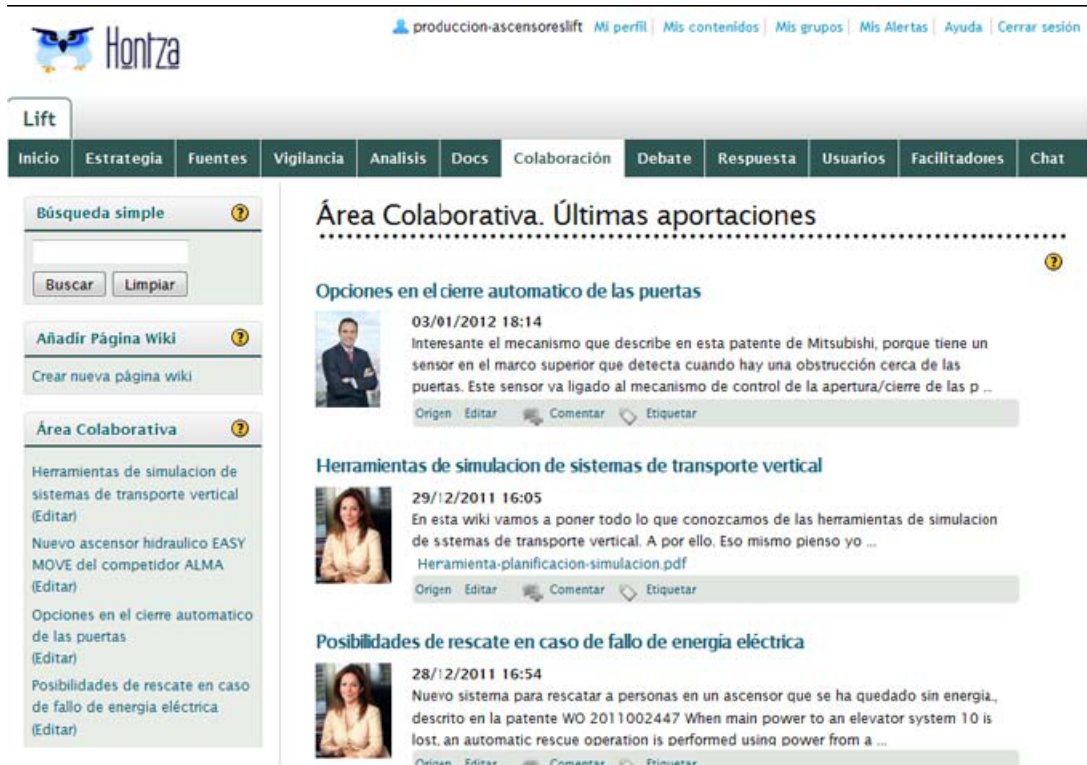 Hontza
produccion-ascensoreslift Mi perfil | Mis contenidos | Mis grupos | Mis Alertas | Ayuda | Cerrar sesión
Lift
Inicio Estrategia Fuentes Vigilancia Analisis Docs Colaboración Debate Respuesta Usuarios Facilitadores Chat
Búsqueda simple ?
Buscar Limpiar
Añadir Página Wiki ?
Crear nueva página wiki
Área Colaborativa ?
Herramientas de simulacion de
sistemas de transporte vertical
(Editar)
Nuevo ascensor hidraulico EASY
MOVE del competidor ALMA
(Editar)
Opciones en el cierre automatico
de las puertas
(Editar)
Posibilidades de rescate en caso
de fallo de energia eléctrica
(Editar)
Área Colaborativa. Últimas aportaciones
?
Opciones en el cierre automatico de las puertas
03/01/2012 18:14
Interesante el mecanismo que describe en esta patente de Mitsubishi, porque tiene un
sensor en el marco superior que detecta cuando hay una obstrucción cerca de las
puertas. Este sensor va ligado al mecanismo de control de la apertura/cierre de las p ...
Origen Editar Comentar Etiquetar
Herramientas de simulacion de sistemas de transporte vertical
29/12/2011 16:05
En esta wiki vamos a poner todo lo que conozcamos de las herramientas de simulacion
de sistemas de transporte vertical. A por ello. Eso mismo pienso yo ...
Herramienta-planificacion-simulacion.pdf
Origen Editar Comentar Etiquetar
Posibilidades de rescate en caso de fallo de energía eléctrica
28/12/2011 16:54
Nuevo sistema para rescatar a personas en un ascensor que se ha quedado sin energia.,
descrito en la patente WO 2011002447 When main power to an elevator system 10 is
lost, an automatic rescue operation is performed using power from a ...
Origen Editar Comentar Etiquetar